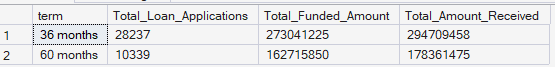 term Total_Loan_Applications Total_Funded_Amount Total_Amount_Received
1 36 months 28237 273041225 294709458
2 60 months 10339 162715850 178361475